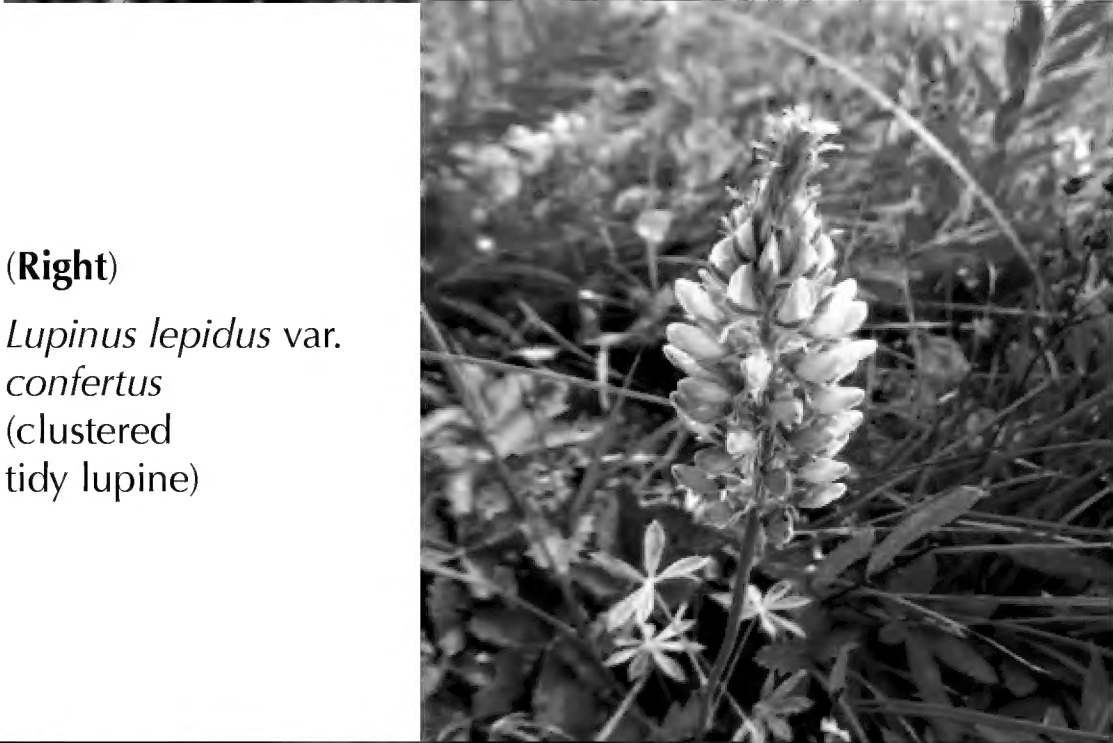 (Right)
Lupinus lepidus var.
confertus
(clustered
tidy lupine)